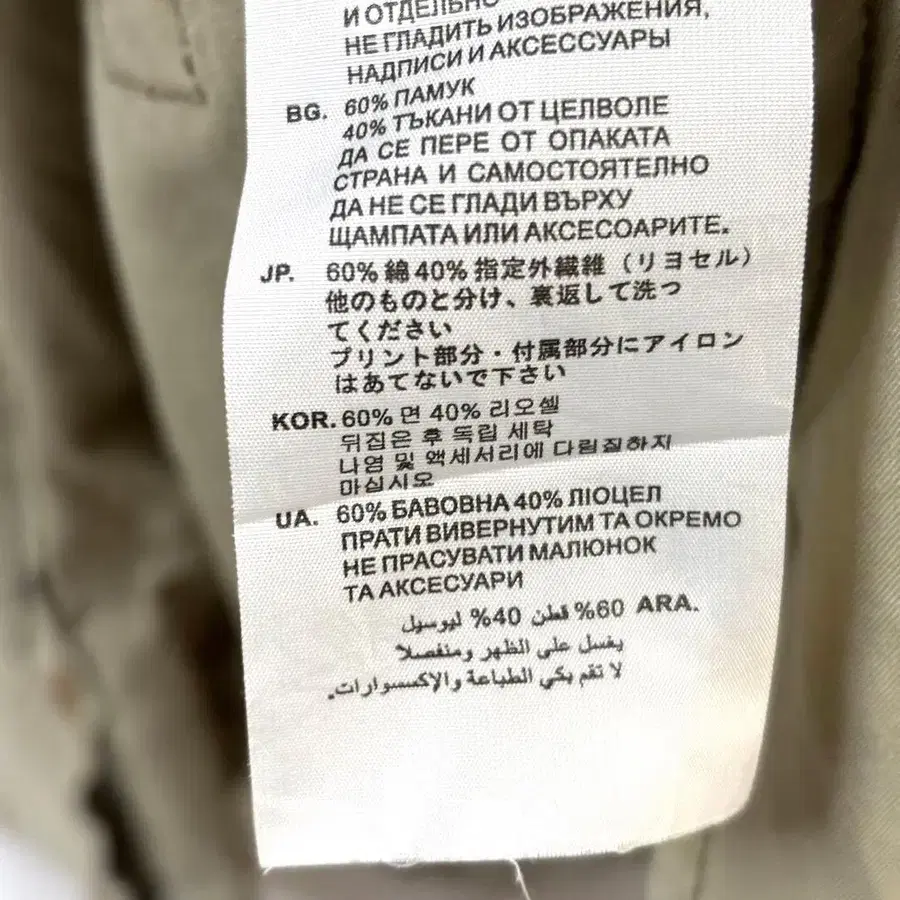 И ОТДЕЛЬНО
НЕ ГЛАДИТЬ ИЗОБРАЖЕНИЯ,
НАДПИСИ И АКСЕССУАРЫ
BG. 60% ПАМУК
40% ТЪКАНИ ОТ ЦЕЛВОЛЕ
ДА СЕ ПЕРЕ ОТ ОПАКАТА
СТРАНА И САМОСТОЯТЕЛНО
ДА НЕ СЕ ГЛАДИ ВЪРХУ
ЩАМПАТА ИЛИ АКСЕСОАРИТЕ.
JP. 60% 綿 40% 指定外繊維（リヨセル）
他のものと分け、裏返して洗っ
てください
プリント部分・付属部分にアイロン
はあてないで下さい
KOR. 60% 면 40% 리오셀
뒤집은 후 독립 세탁
나염 및 액세서리에 다림질하지
마십시오
UA. 60% БАВОВНА 40% ЛІОЦЕЛ
ПРАТИ ВИВЕРНУТИМ ТА ОКРЕМО
НЕ ПРАСУВАТИ МАЛЮНОК
ТА АКСЕСУАРИ
ARA. 60% قطن 40% ليوسيل
يغسل على الظهر ومنفصلا
لا تقم بكي الطباعة والإكسسوارات.